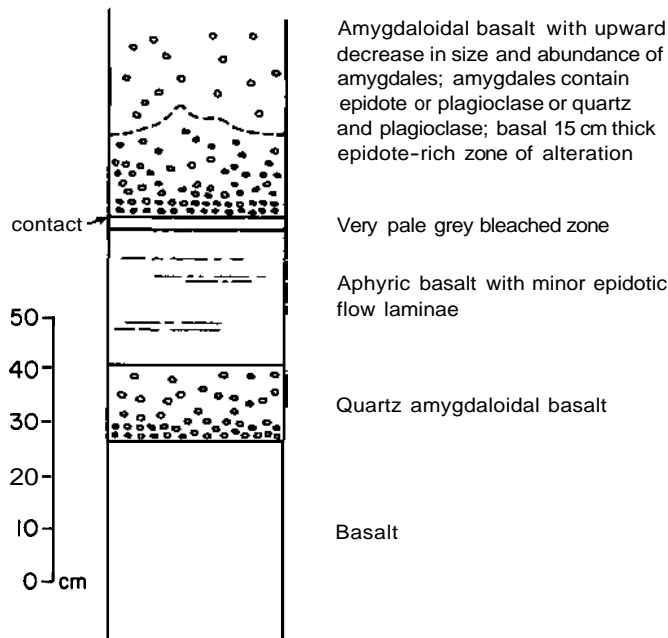 Amygdaloidal basalt with upward
decrease in size and abundance of
amygdales; amygdales contain
epidote or plagioclase or quartz
and plagioclase; basal 15 cm thick
epidote-rich zone of alteration
contact
Very pale grey bleached zone
Aphyric basalt with minor epidotic
flow laminae
50
40
30
20
10
0 cm
Quartz amygdaloidal basalt
Basalt